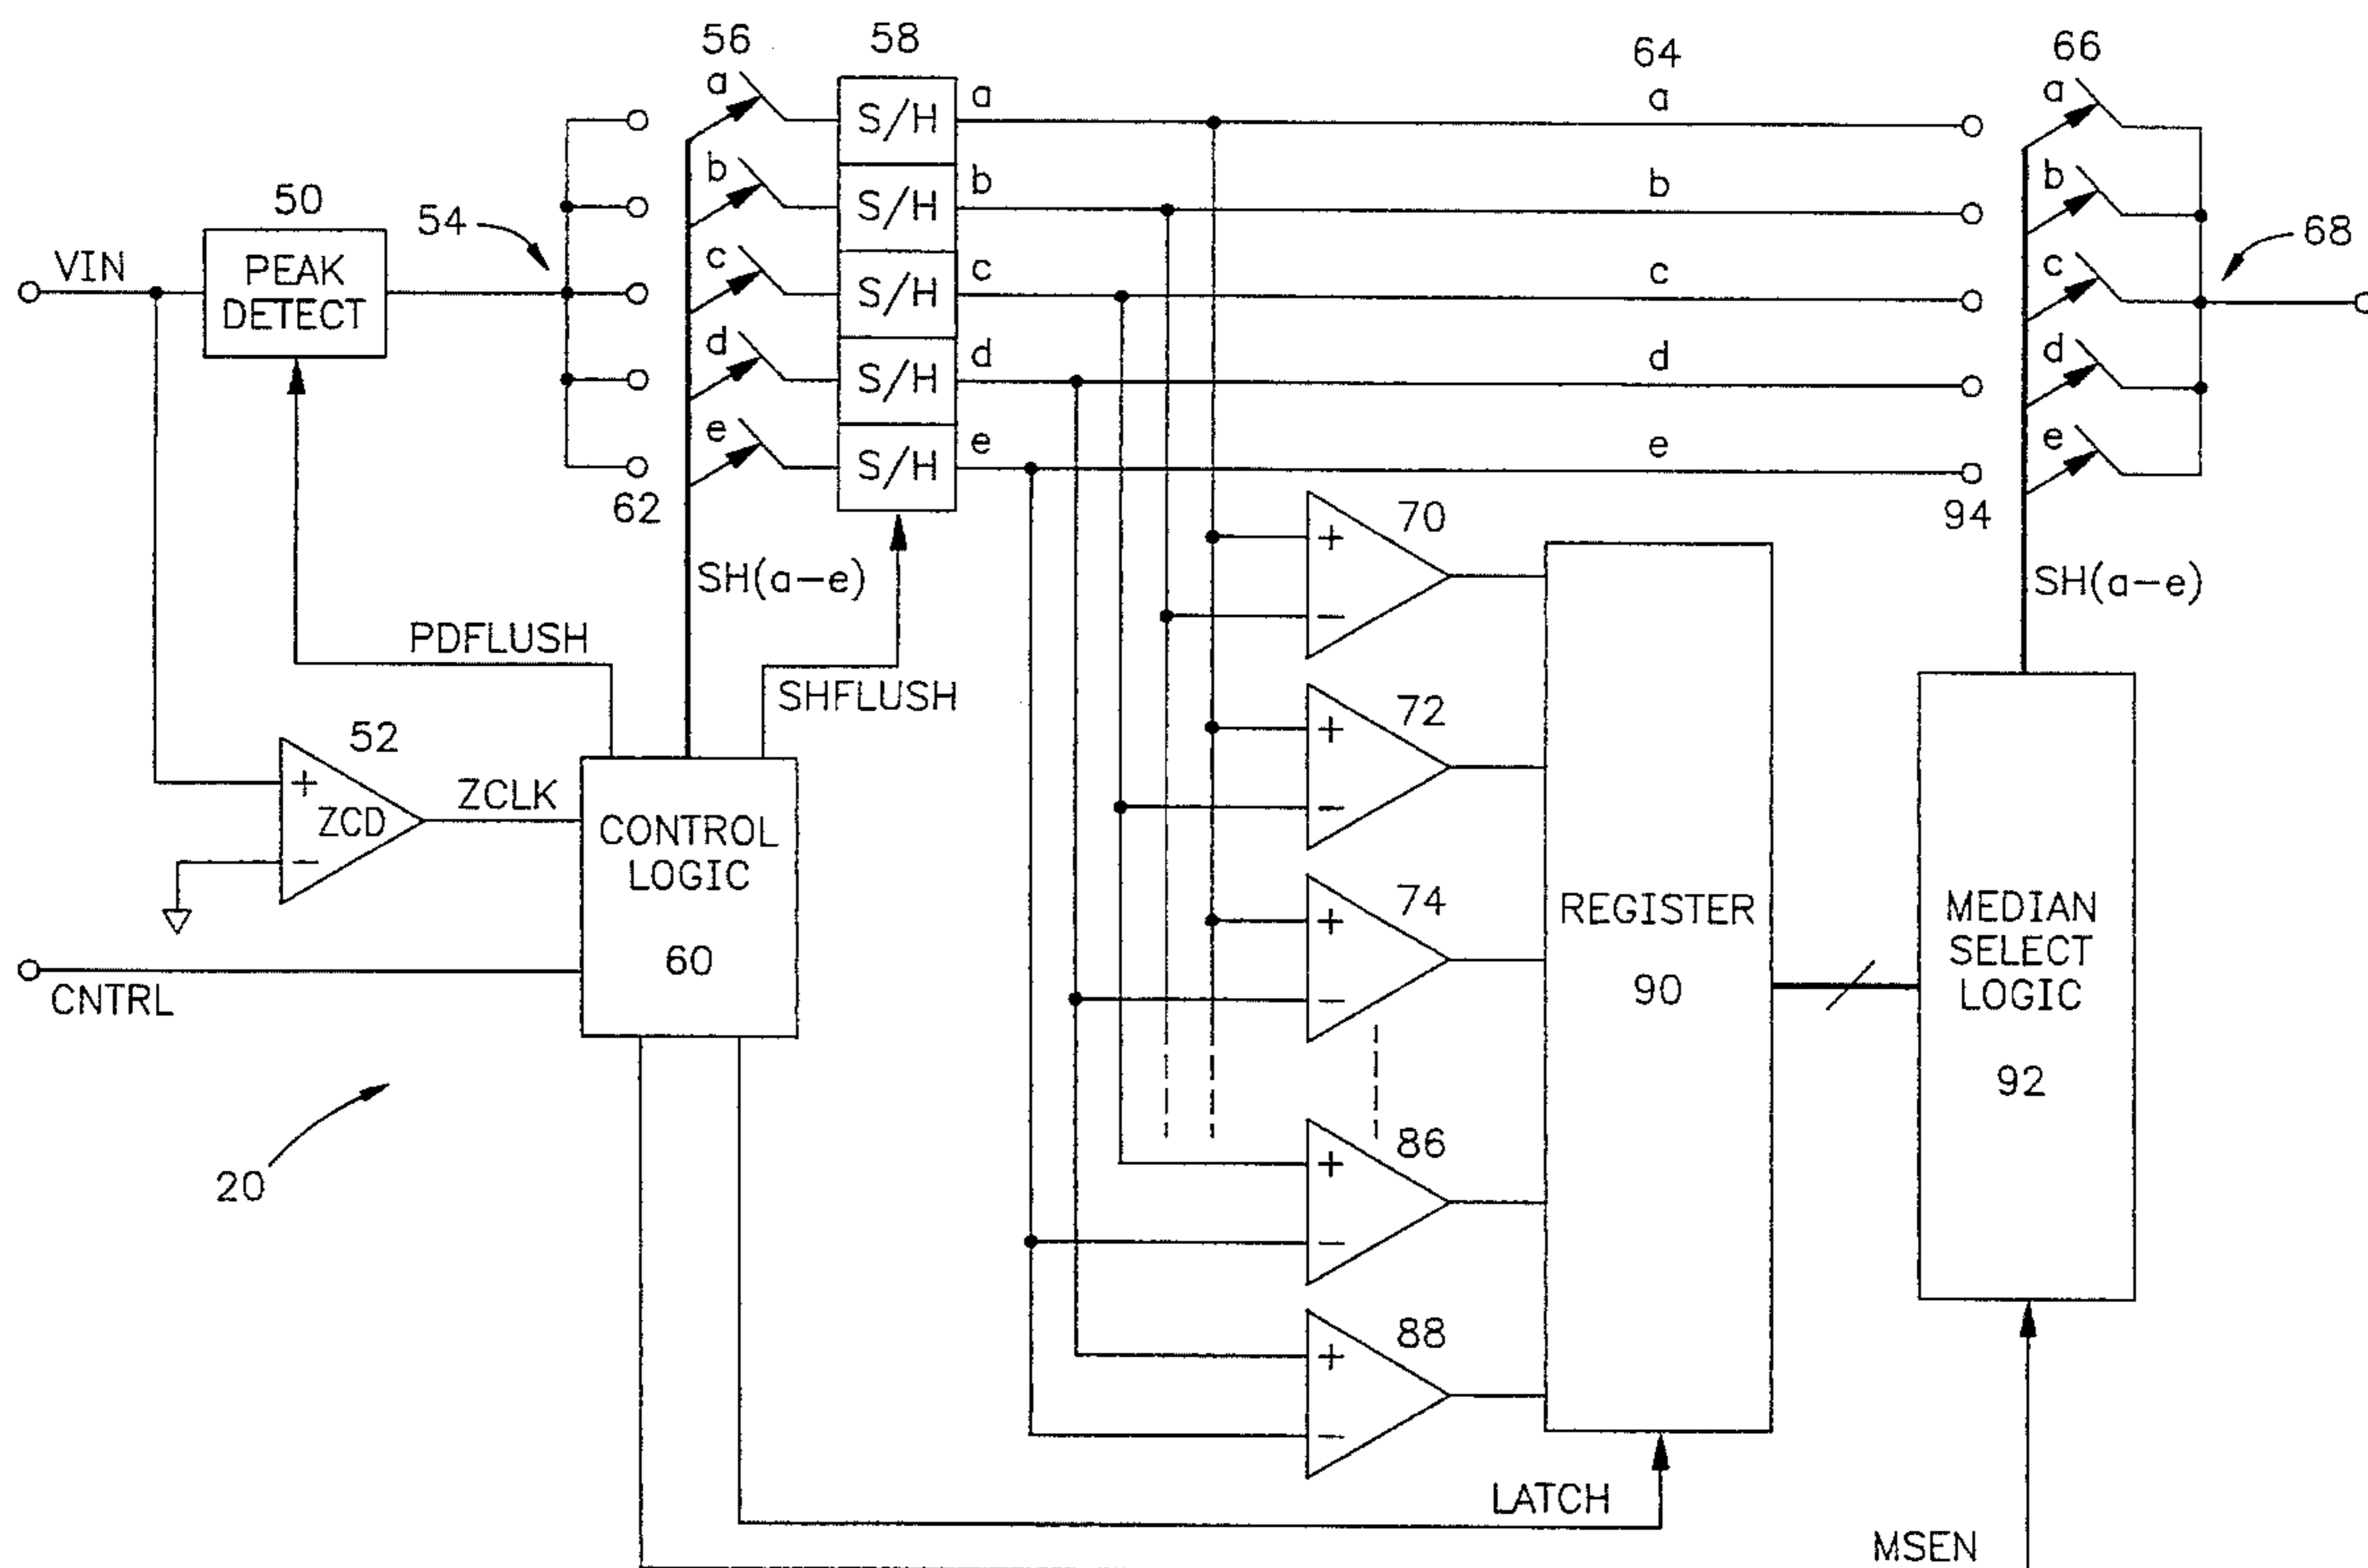 56
58
64
66
a
S/H
a
a
a
b
S/H
b
b
b
50
54
VIN
PEAK
DETECT
c
S/H
c
c
c
68
d
S/H
d
d
d
e
S/H
e
e
e
62
94
70
+
−
SH(a−e)
SH(a−e)
PDFLUSH
SHFLUSH
72
+
−
52
+
ZCD
−
ZCLK
CONTROL
LOGIC
60
CNTRL
74
+
−
REGISTER
90
MEDIAN
SELECT
LOGIC
92
20
86
+
−
88
+
−
LATCH
MSEN